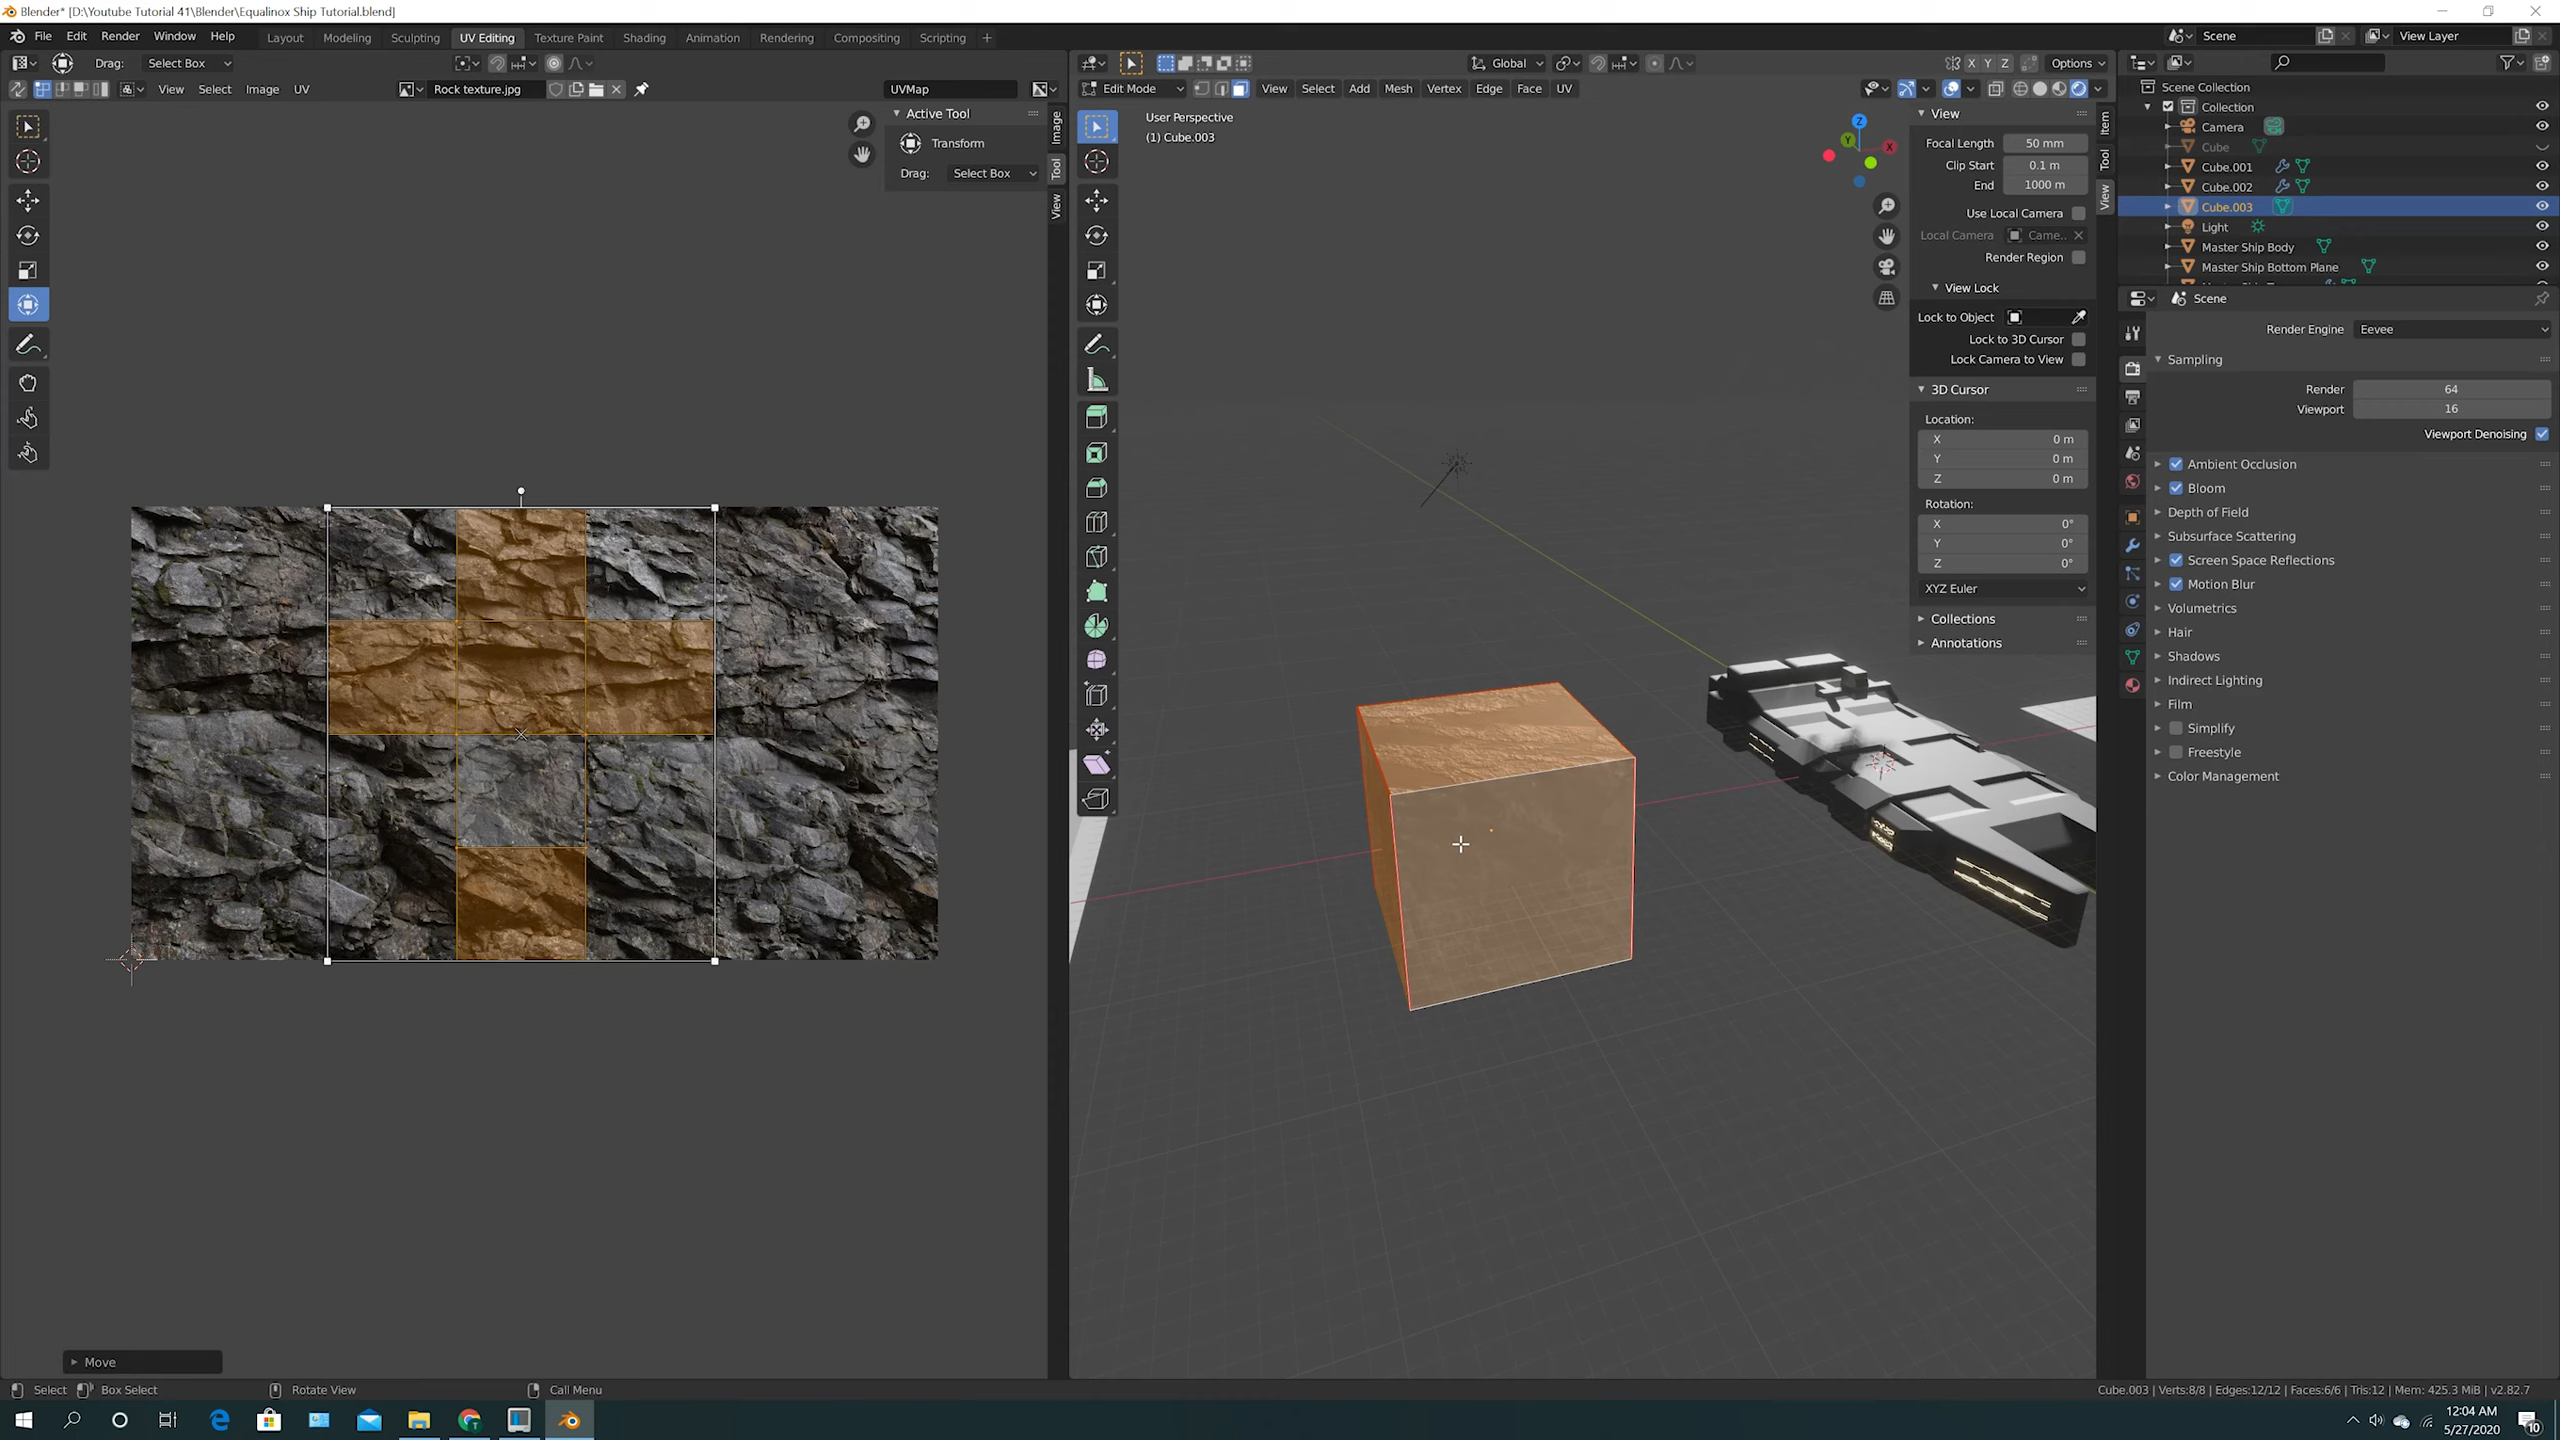 Blender* [D:\Youtube Tutorial 41\Blender\Equalinox Ship Tutorial.blend]
File Edit Render Window Help Layout Modeling Sculpting UV Editing Texture Paint Shading Animation Rendering Compositing Scripting + Scene View Layer
Drag: Select Box
View Select Image UV Rock texture.jpg UVMap
Active Tool
Transform
Drag: Select Box
Image
Tool
View
Move
Global X Y Z Options
Edit Mode View Select Add Mesh Vertex Edge Face UV
User Perspective
(1) Cube.003
Z
Y
X
View
Focal Length 50 mm
Clip Start 0.1 m
End 1000 m
Use Local Camera
Local Camera Came..
Render Region
View Lock
Lock to Object
Lock to 3D Cursor
Lock Camera to View
3D Cursor
Location:
X 0 m
Y 0 m
Z 0 m
Rotation:
X 0°
Y 0°
Z 0°
XYZ Euler
Collections
Annotations
Item
Tool
View
Scene Collection
Collection
Camera
Cube
Cube.001
Cube.002
Cube.003
Light
Master Ship Body
Master Ship Bottom Plane
Scene
Render Engine Eevee
Sampling
Render 64
Viewport 16
Viewport Denoising
Ambient Occlusion
Bloom
Depth of Field
Subsurface Scattering
Screen Space Reflections
Motion Blur
Volumetrics
Hair
Shadows
Indirect Lighting
Film
Simplify
Freestyle
Color Management
Select Box Select Rotate View Call Menu
Cube.003 | Verts:8/8 | Edges:12/12 | Faces:6/6 | Tris:12 | Mem: 425.3 MiB | v2.82.7
12:04 AM
5/27/2020
10